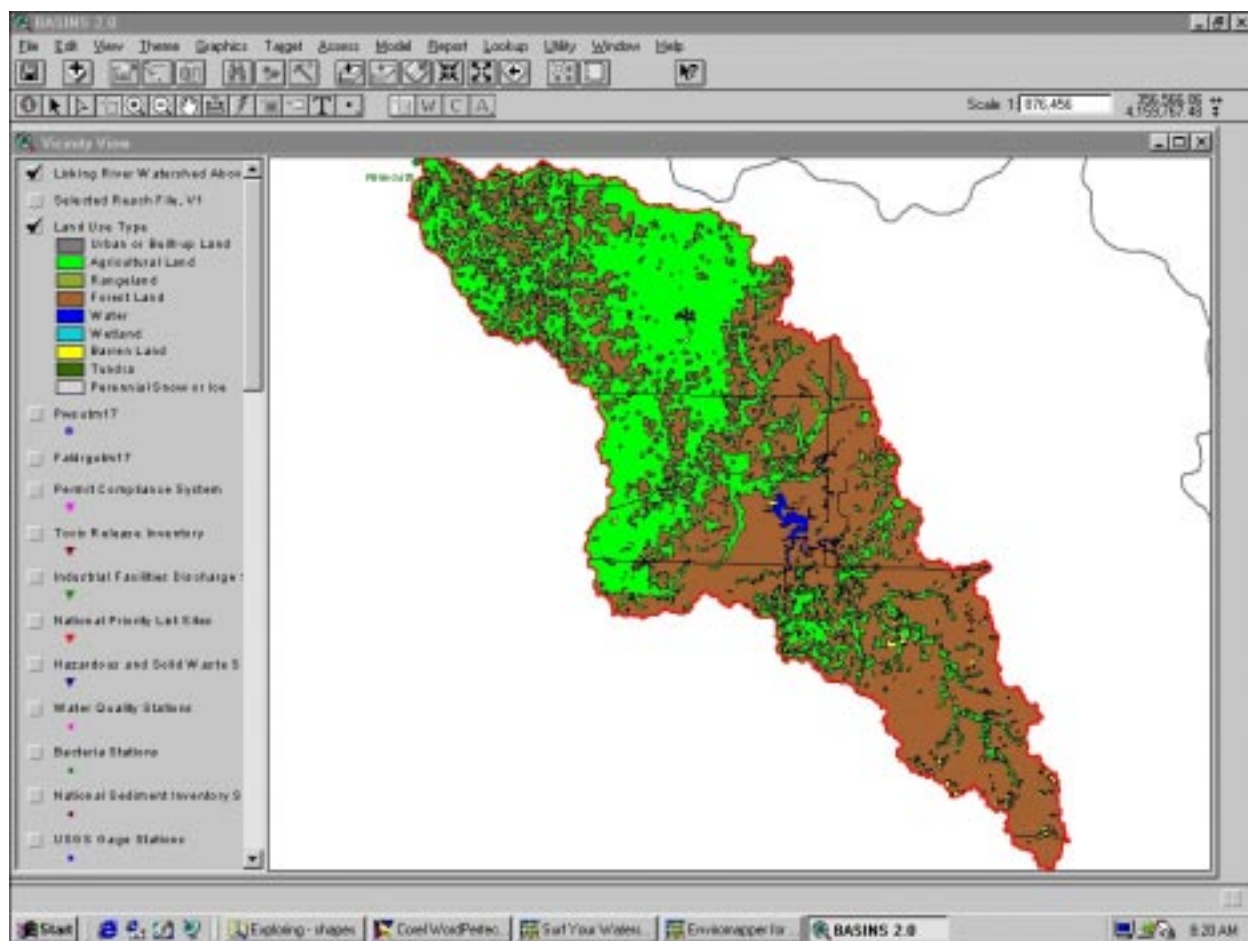 BASINS 2.0
File Edit View Theme Graphics Target Assess Model Report Lookup Utility Window Help
W C A
Scale 1: 876,456
Vicinity View
River Watershed
Selected Reach File, V1
Land Use Type
Urban or Built-up Land
Agricultural Land
Rangeland
Forest Land
Water
Wetland
Barren Land
Tundra
Perennial Snow or Ice
Permit Compliance System
Toxic Release Inventory
Industrial Facilities Discharge
National Priority List Sites
Hazardous and Solid Waste S
Water Quality Stations
Bacteria Stations
National Sediment Inventory S
USGS Gage Stations
Start
Exploring - shapes
Corel WordPerfec...
Surf Your Waters...
Enviromapper for ...
BASINS 2.0
8:20 AM